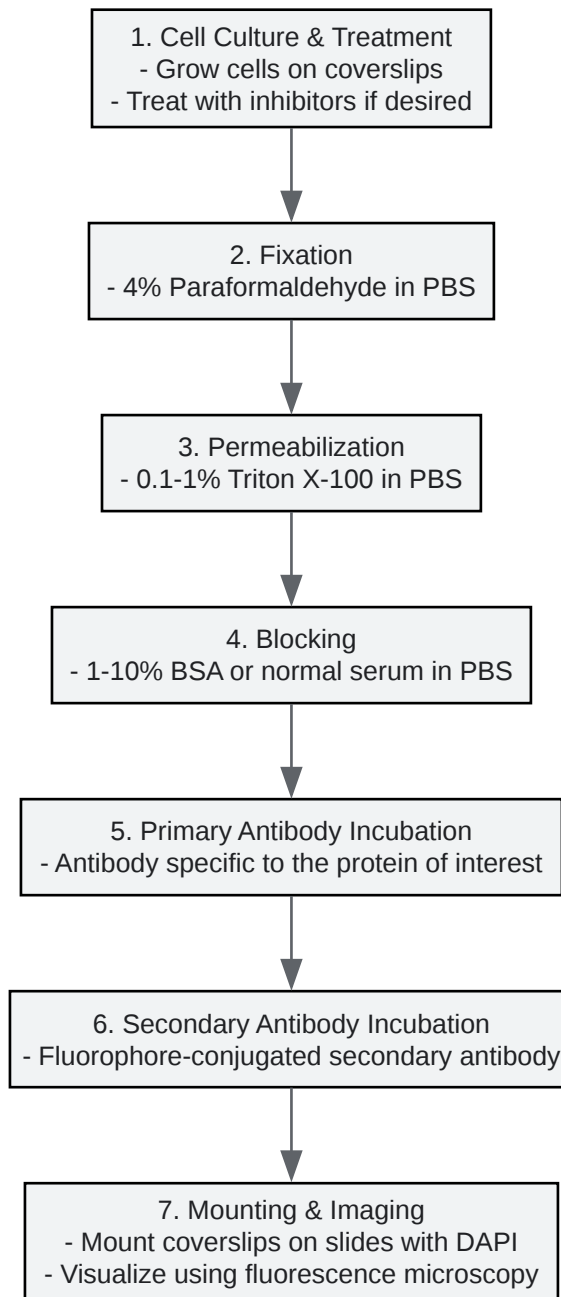 1. Cell Culture & Treatment
- Grow cells on coverslips
- Treat with inhibitors if desired
2. Fixation
- 4% Paraformaldehyde in PBS
3. Permeabilization
- 0.1-1% Triton X-100 in PBS
4. Blocking
- 1-10% BSA or normal serum in PBS
5. Primary Antibody Incubation
- Antibody specific to the protein of interest
6. Secondary Antibody Incubation
- Fluorophore-conjugated secondary antibody
7. Mounting & Imaging
- Mount coverslips on slides with DAPI
- Visualize using fluorescence microscopy